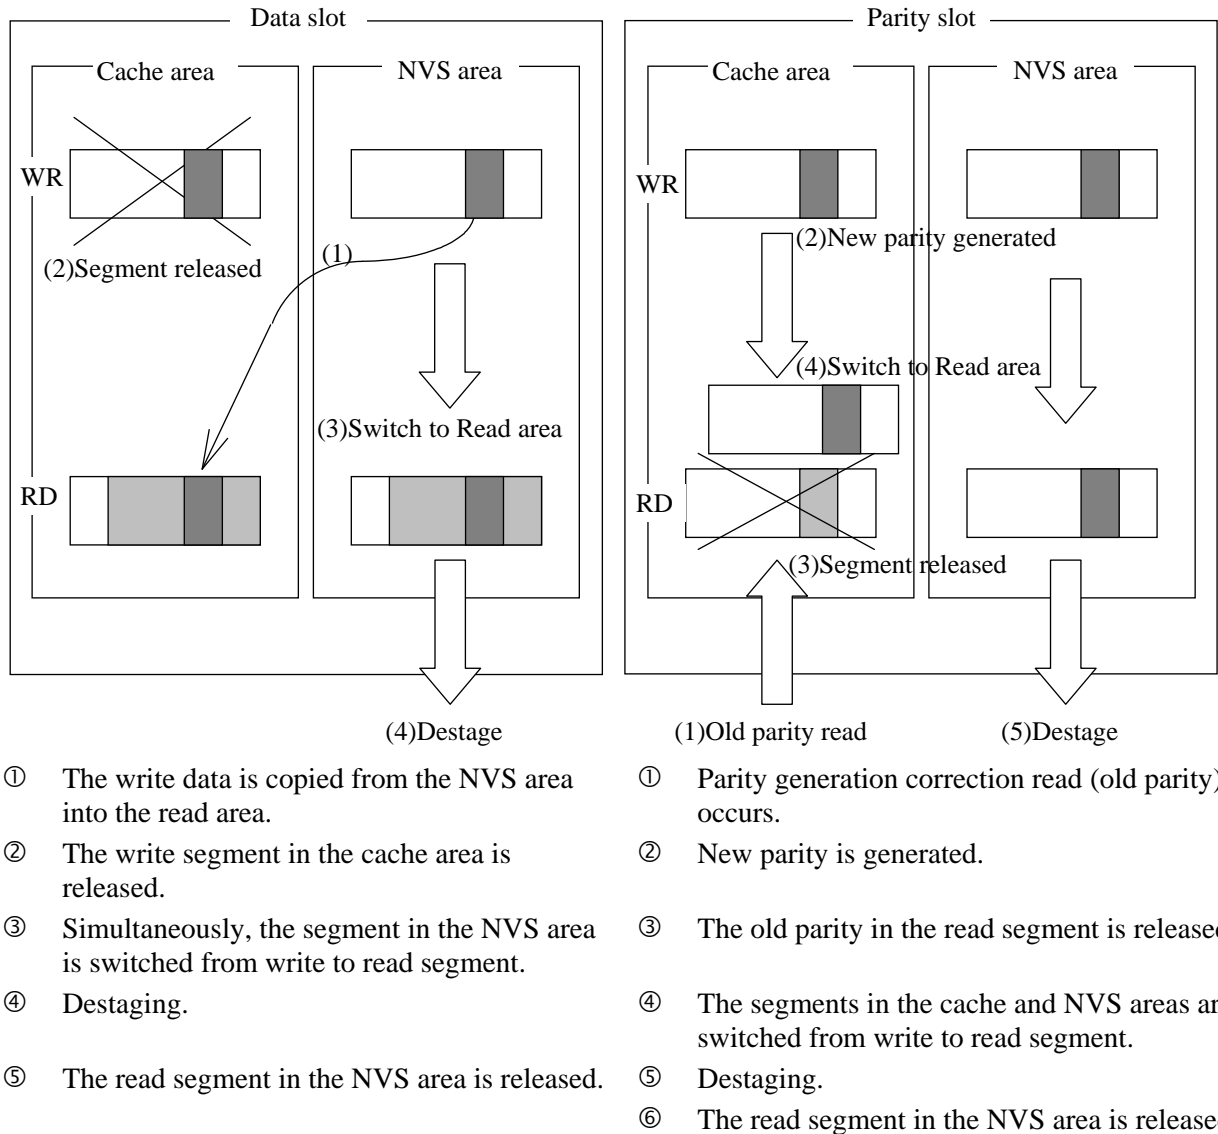 Data slot
Cache area
NVS area
WR
(2)Segment released
(1)
(3)Switch to Read area
RD
(4)Destage
Parity slot
Cache area
NVS area
WR
(2)New parity generated
(4)Switch to Read area
RD
(3)Segment released
(1)Old parity read
(5)Destage
① The write data is copied from the NVS area
into the read area.
② The write segment in the cache area is
released.
③ Simultaneously, the segment in the NVS area
is switched from write to read segment.
④ Destaging.
⑤ The read segment in the NVS area is released.
① Parity generation correction read (old parity)
occurs.
② New parity is generated.
③ The old parity in the read segment is released
④ The segments in the cache and NVS areas ar
switched from write to read segment.
⑤ Destaging.
⑥ The read segment in the NVS area is release